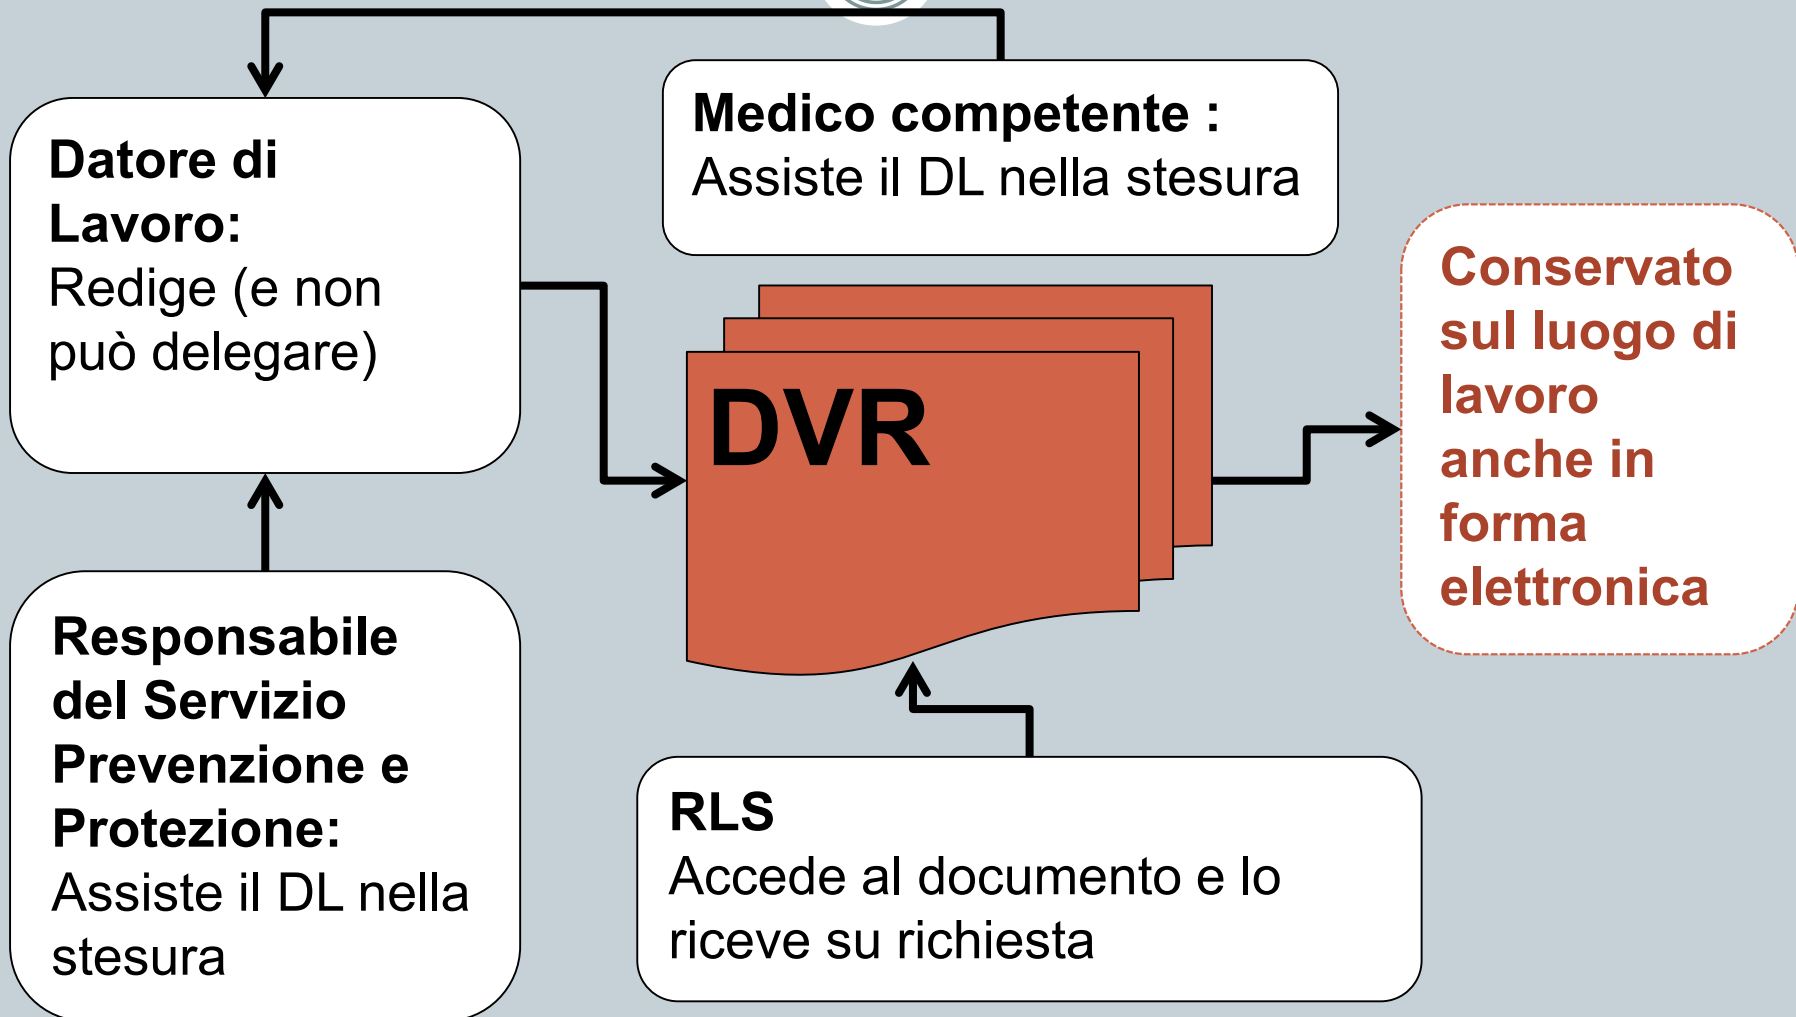 Datore di
Lavoro:
Redige (e non
può delegare)
Medico competente :
Assiste il DL nella stesura
DVR
Conservato
sul luogo di
lavoro
anche in
forma
elettronica
Responsabile
del Servizio
Prevenzione e
Protezione:
Assiste il DL nella
stesura
RLS
Accede al documento e lo
riceve su richiesta